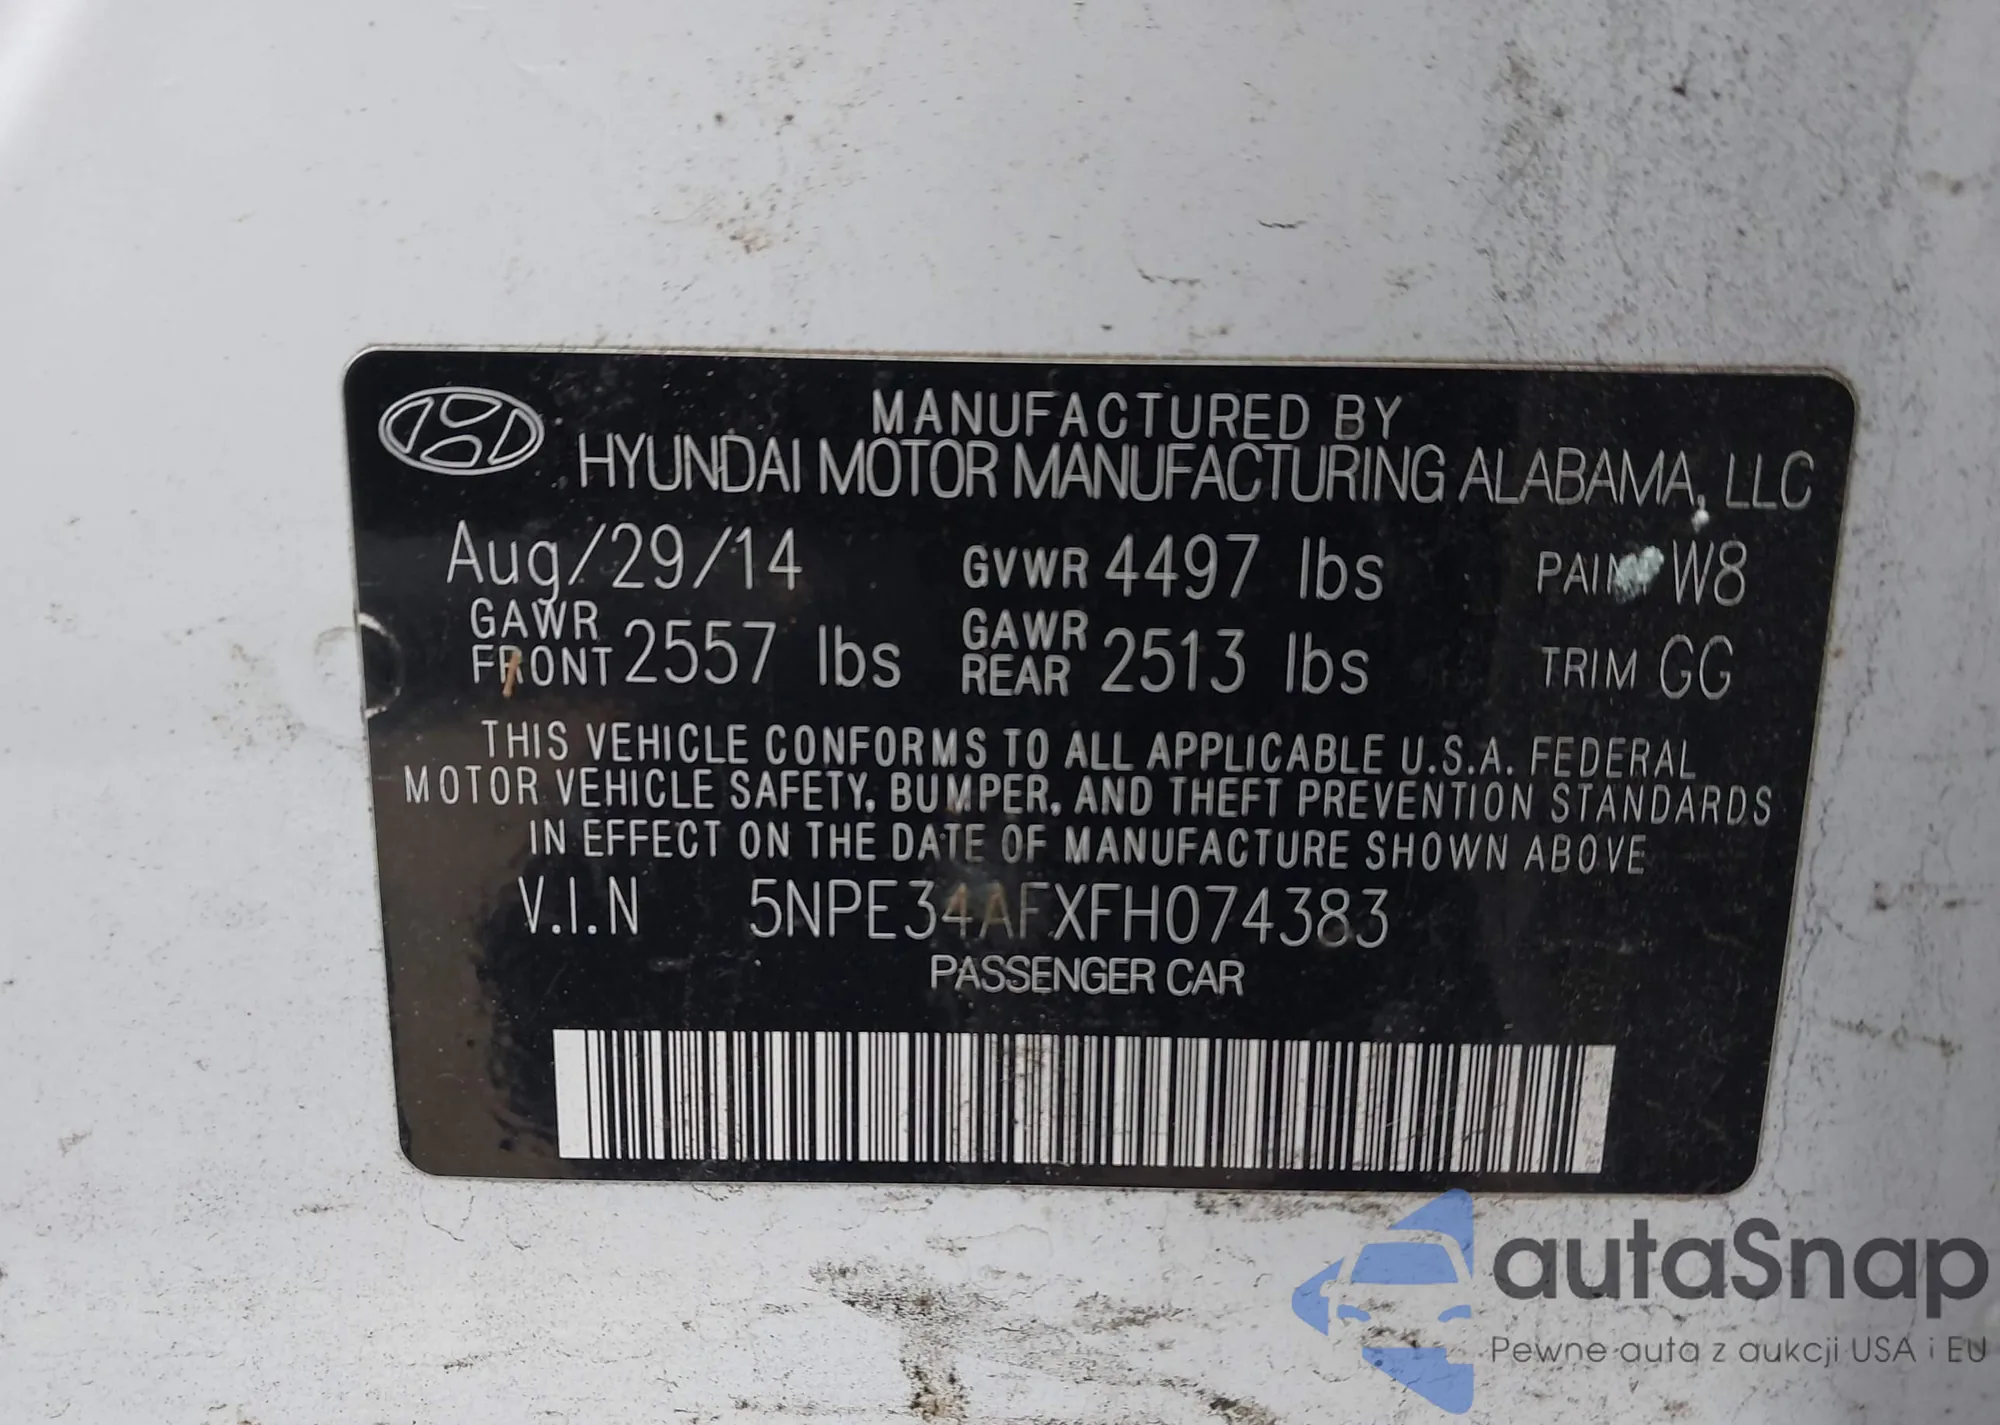 MANUFACTURED BY
HYUNDAI MOTOR MANUFACTURING ALABAMA, LLC
Aug/29/14 GVWR 4497 lbs PAINT W8
GAWR FRONT 2557 lbs GAWR REAR 2513 lbs TRIM GG
THIS VEHICLE CONFORMS TO ALL APPLICABLE U.S.A. FEDERAL
MOTOR VEHICLE SAFETY, BUMPER, AND THEFT PREVENTION STANDARDS
IN EFFECT ON THE DATE OF MANUFACTURE SHOWN ABOVE
V.I.N 5NPE34AFXFH074383
PASSENGER CAR
autaSnap
Pewne auta z aukcji USA i EU